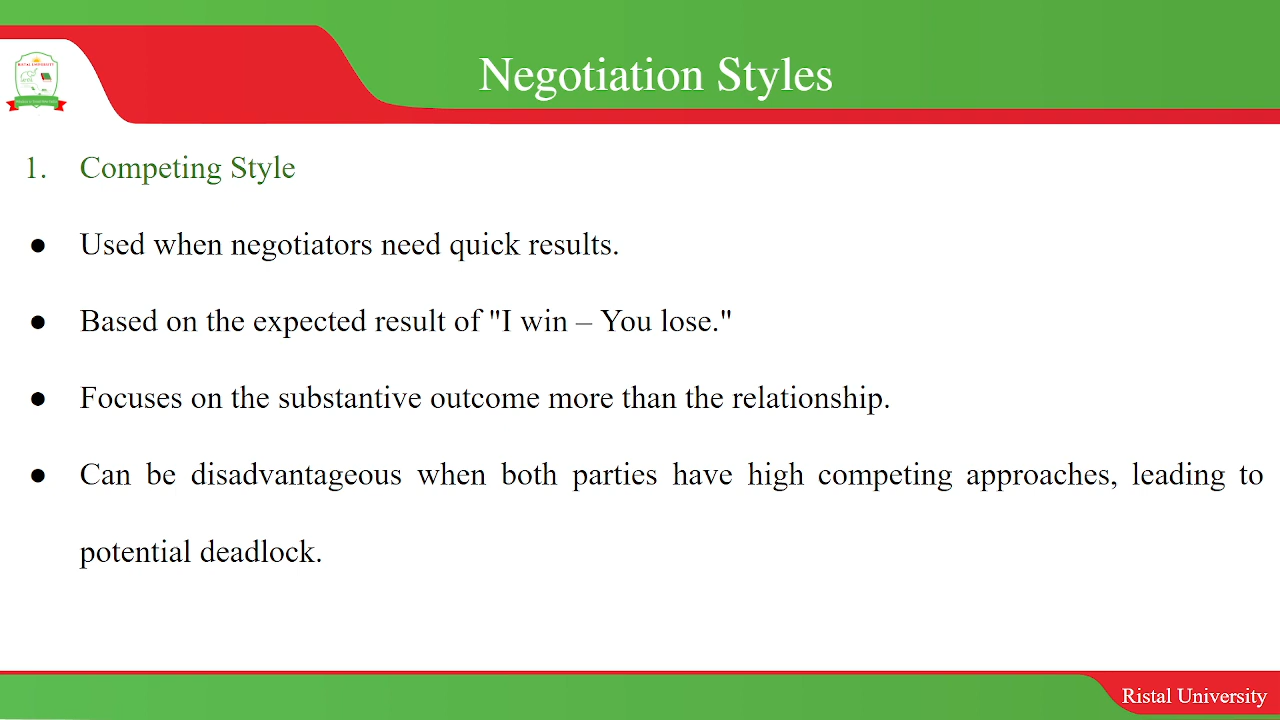 RISTAL UNIVERSITY
Negotiation Styles
1. Competing Style
● Used when negotiators need quick results.
● Based on the expected result of "I win – You lose."
● Focuses on the substantive outcome more than the relationship.
● Can be disadvantageous when both parties have high competing approaches, leading to
potential deadlock.
Ristal University